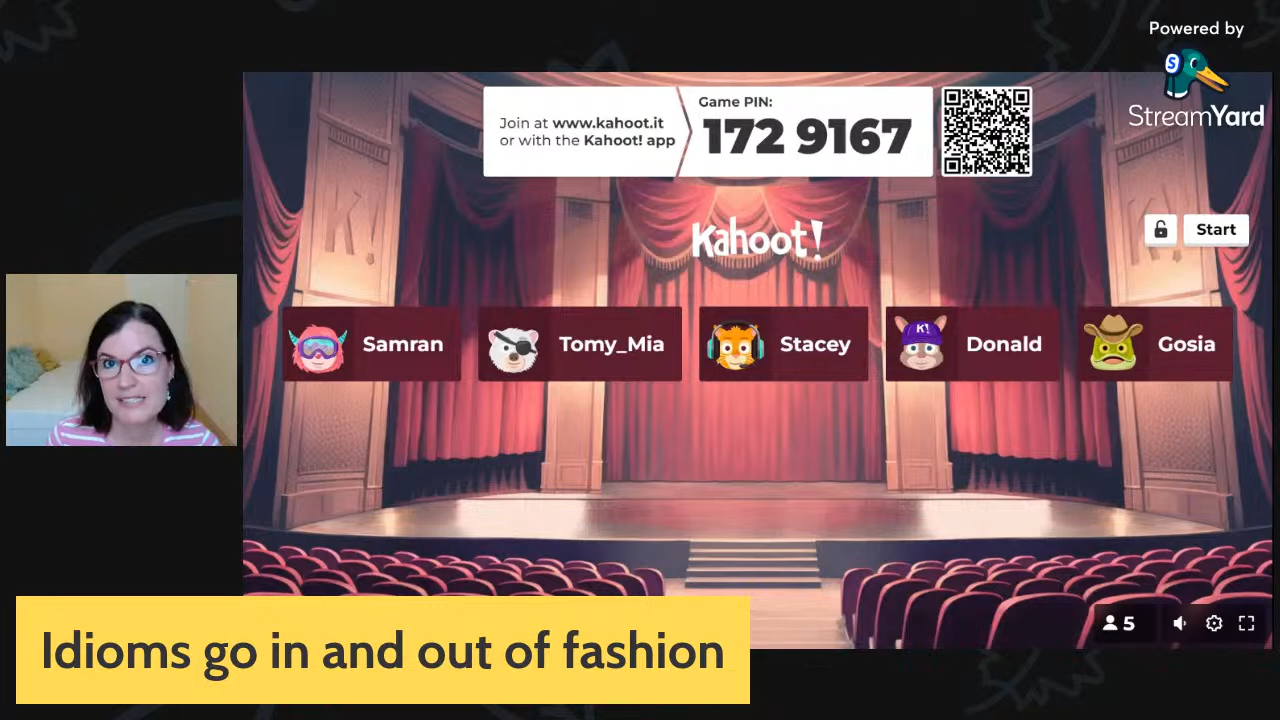 Powered by
StreamYard
Join at www.kahoot.it
or with the Kahoot! app
Game PIN:
172 9167
Kahoot!
Start
Samran
Tomy_Mia
Stacey
K!
Donald
Gosia
K!
5
Idioms go in and out of fashion